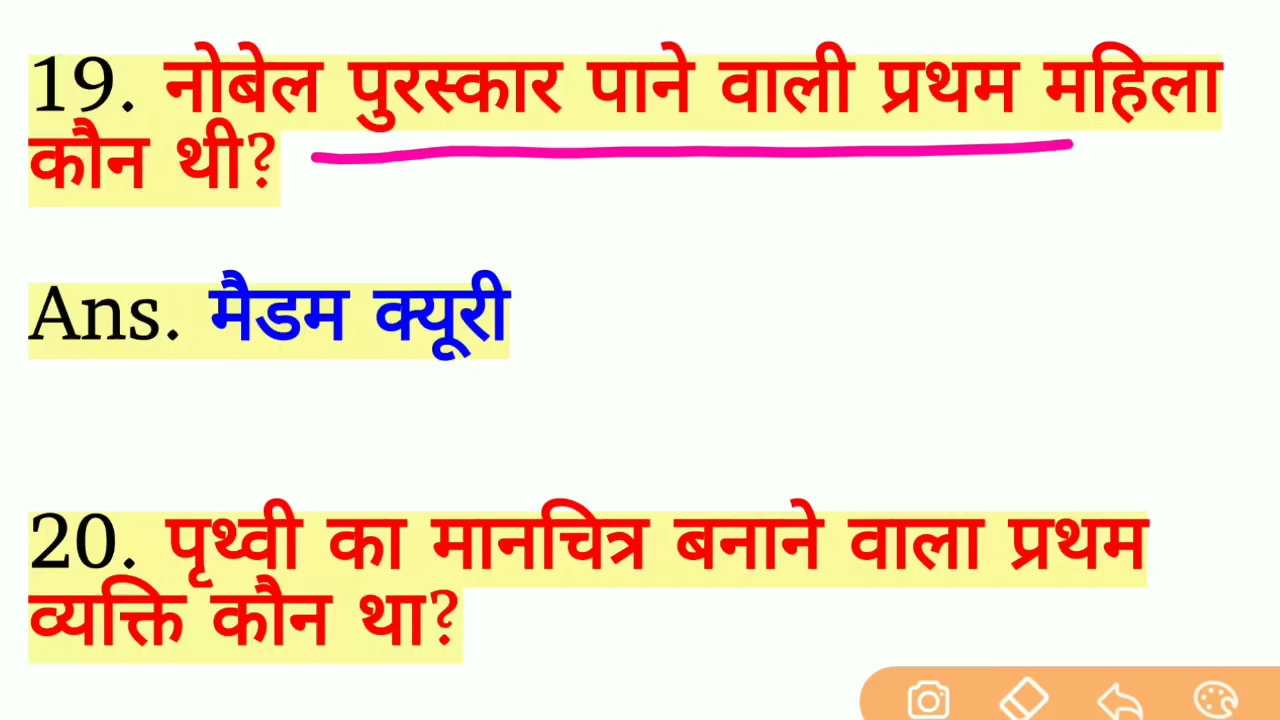 19. नोबेल पुरस्कार पाने वाली प्रथम महिला
कौन थी?
Ans. मैडम क्यूरी
20. पृथ्वी का मानचित्र बनाने वाला प्रथम
व्यक्ति कौन था?